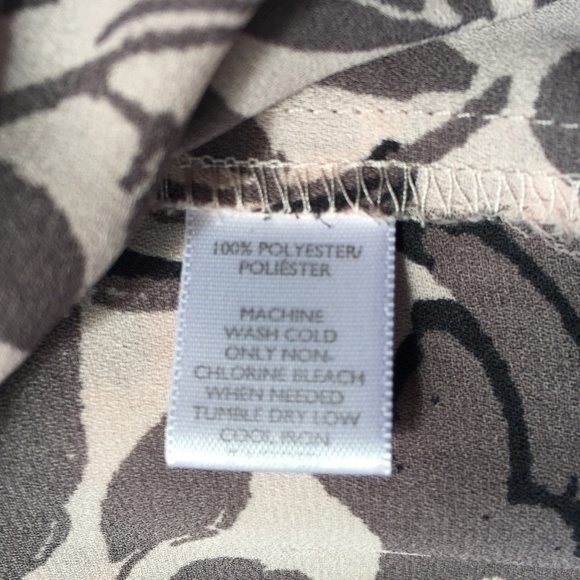 100% POLYESTER/
POLIÉSTER
MACHINE
WASH COLD
ONLY NON-
CHLORINE BLEACH
WHEN NEEDED
TUMBLE DRY LOW
COOL IRON